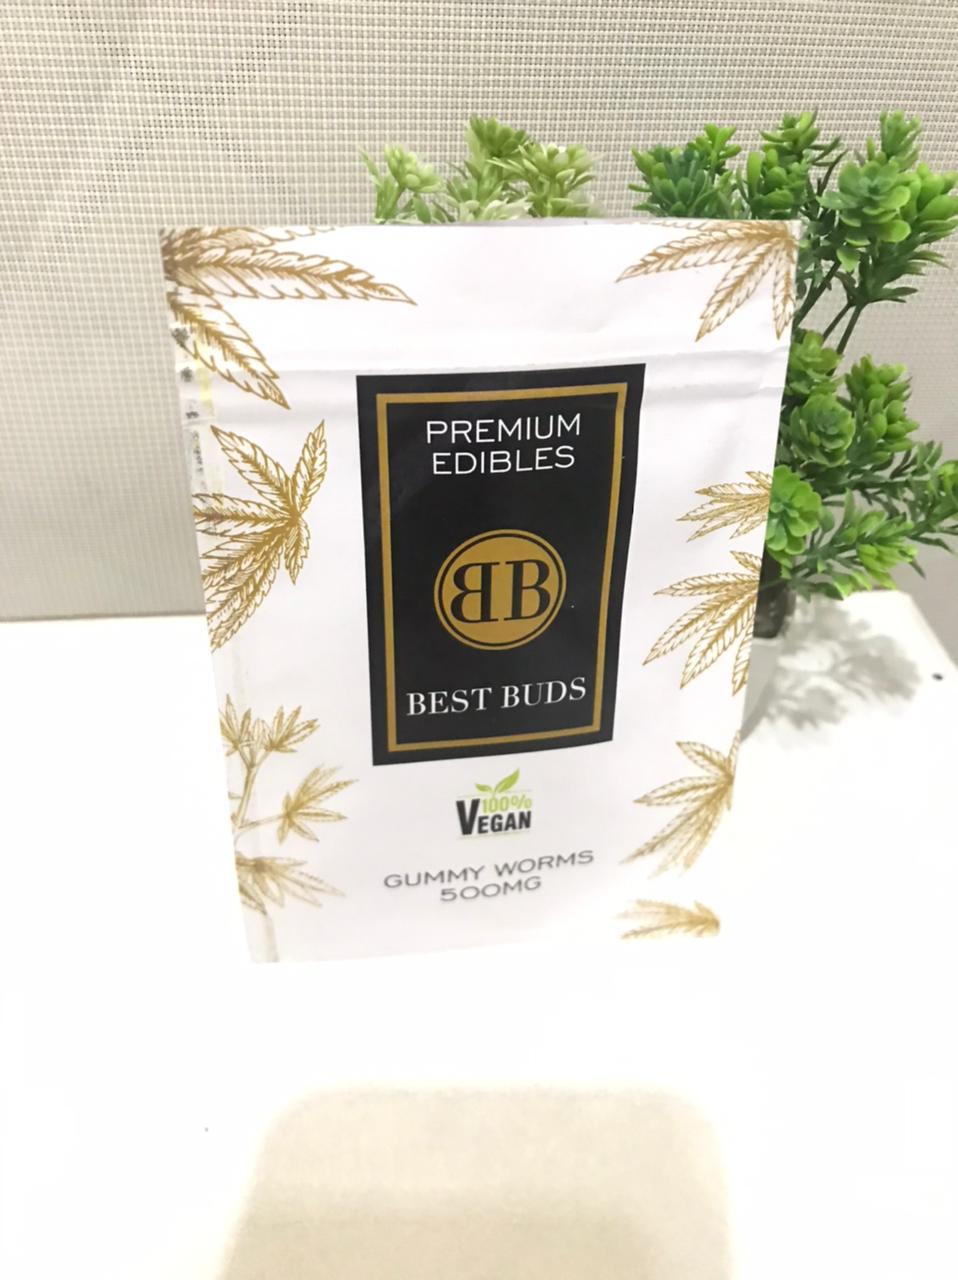 PREMIUM
EDIBLES
BB
BEST BUDS
100%
VEGAN
GUMMY WORMS
500MG